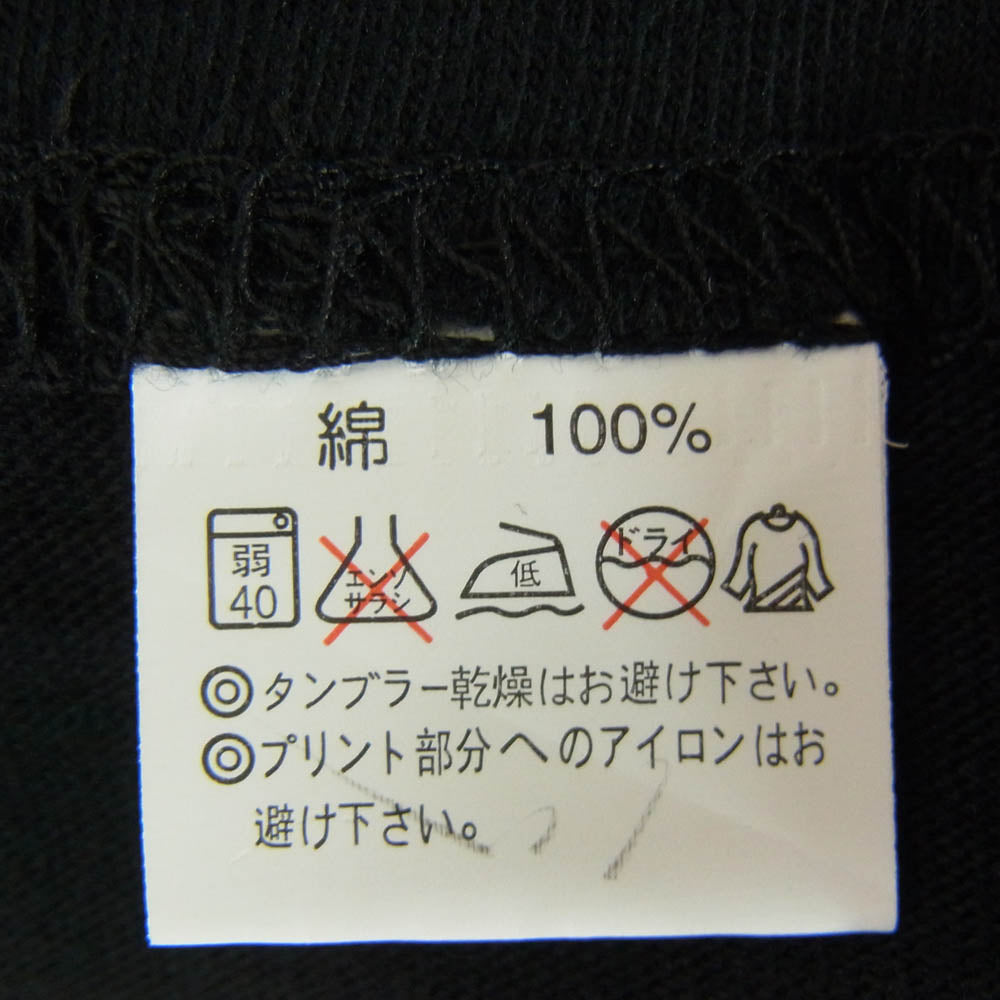 綿 100%
弱 エンソ 低 ドライ
40 サラシ
◎タンブラー乾燥はお避け下さい。
◎プリント部分へのアイロンはお
避け下さい。